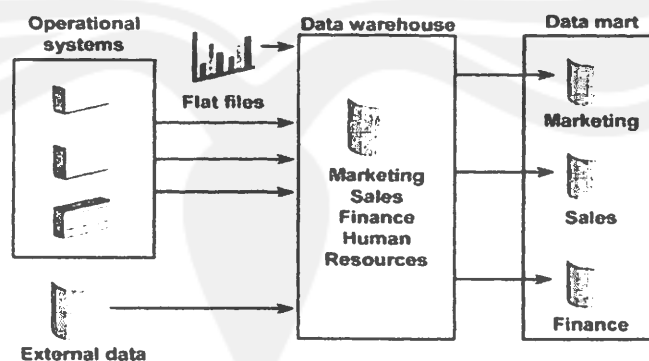 Operational
systems
Flat files
External data
Data warehouse
Marketing
Sales
Finance
Human
Resources
Data mart
Marketing
Sales
Finance